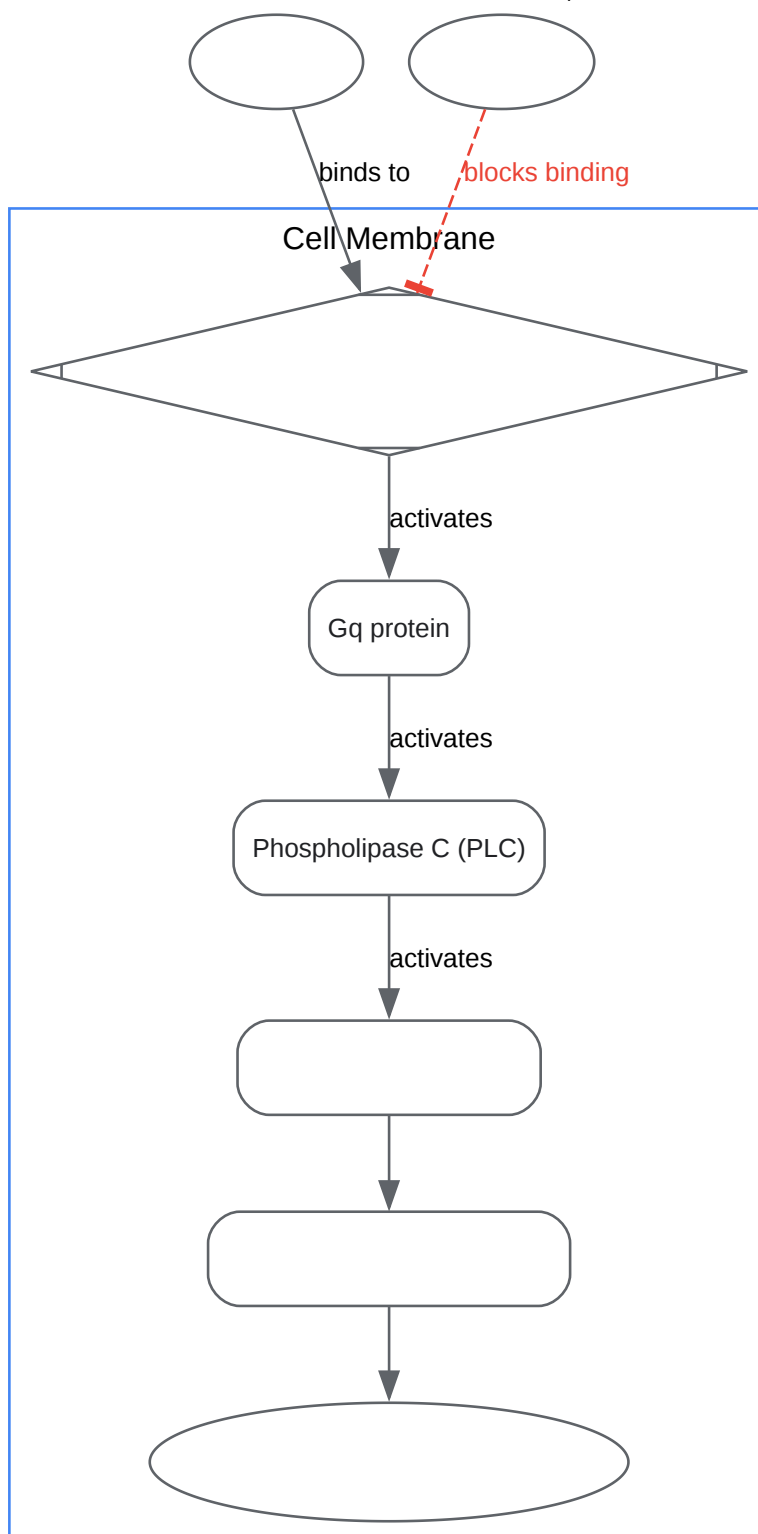 binds to
blocks binding
Cell Membrane
activates
Gq protein
activates
Phospholipase C (PLC)
activates